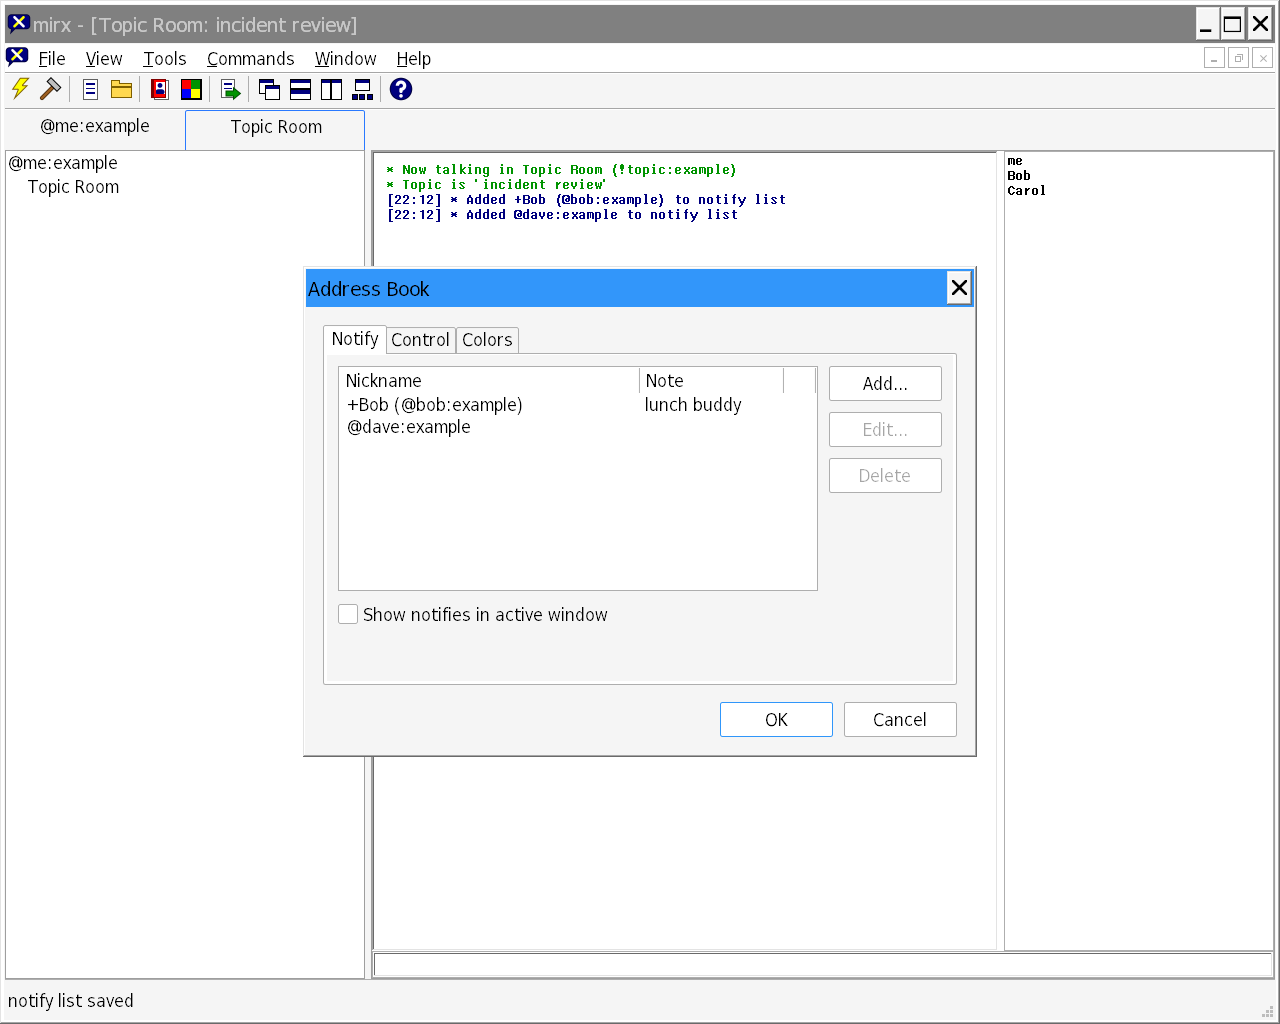 mirx - [Topic Room: incident review]
File View Tools Commands Window Help
@me:example Topic Room
@me:example
Topic Room
* Now talking in Topic Room (!topic:example)
* Topic is 'incident review'
[22:12] * Added +Bob (@bob:example) to notify list
[22:12] * Added @dave:example to notify list
me
Bob
Carol
Address Book
Notify Control Colors
Nickname Note
+Bob (@bob:example) lunch buddy
@dave:example
Add...
Edit...
Delete
Show notifies in active window
OK Cancel
notify list saved